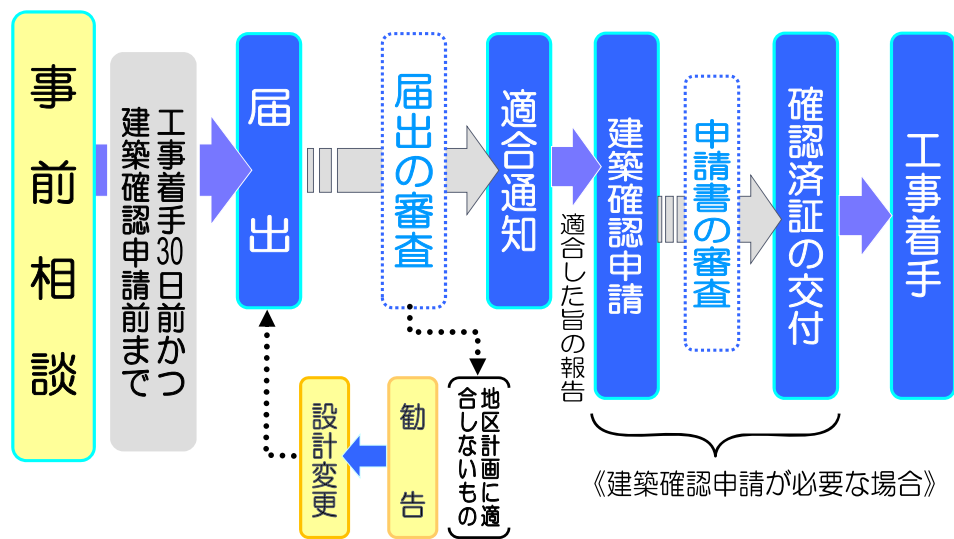 事前相談
工事着手30日前かつ
建築確認申請前まで
届出
届出の審査
適合通知
適合した旨の報告
建築確認申請
申請書の審査
確認済証の交付
工事着手
地区計画に適
合しないもの
勧告
設計変更
《建築確認申請が必要な場合》